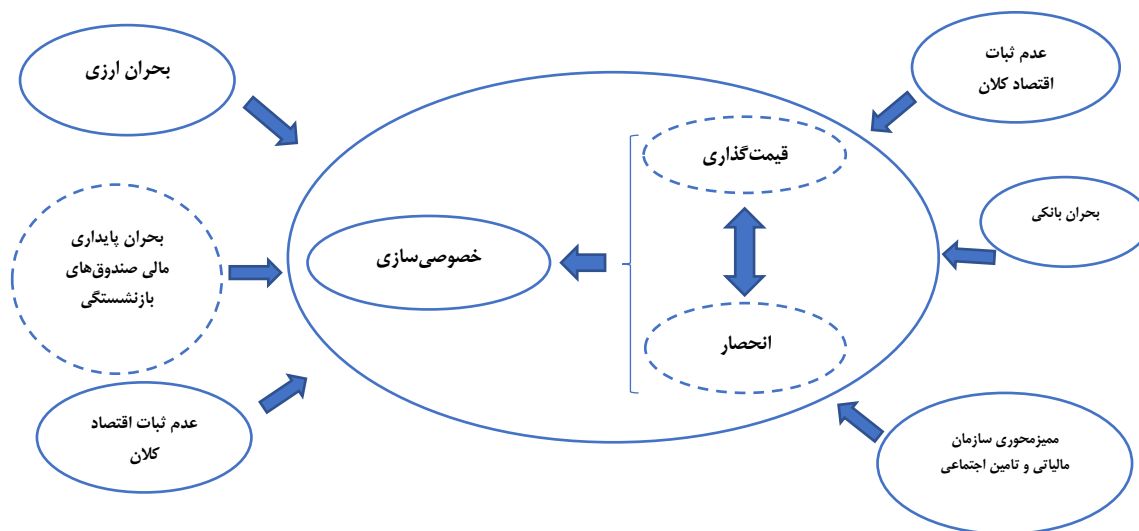 عدم ثبات
اقتصاد کلان
بحران ارزی
قیمت‌گذاری
بحران بانکی
بحران پایداری
مالی صندوق‌های
بازنشستگی
خصوصی‌سازی
انحصار
عدم ثبات اقتصاد
کلان
ممیزمحوری سازمان
مالیاتی و تامین اجتماعی